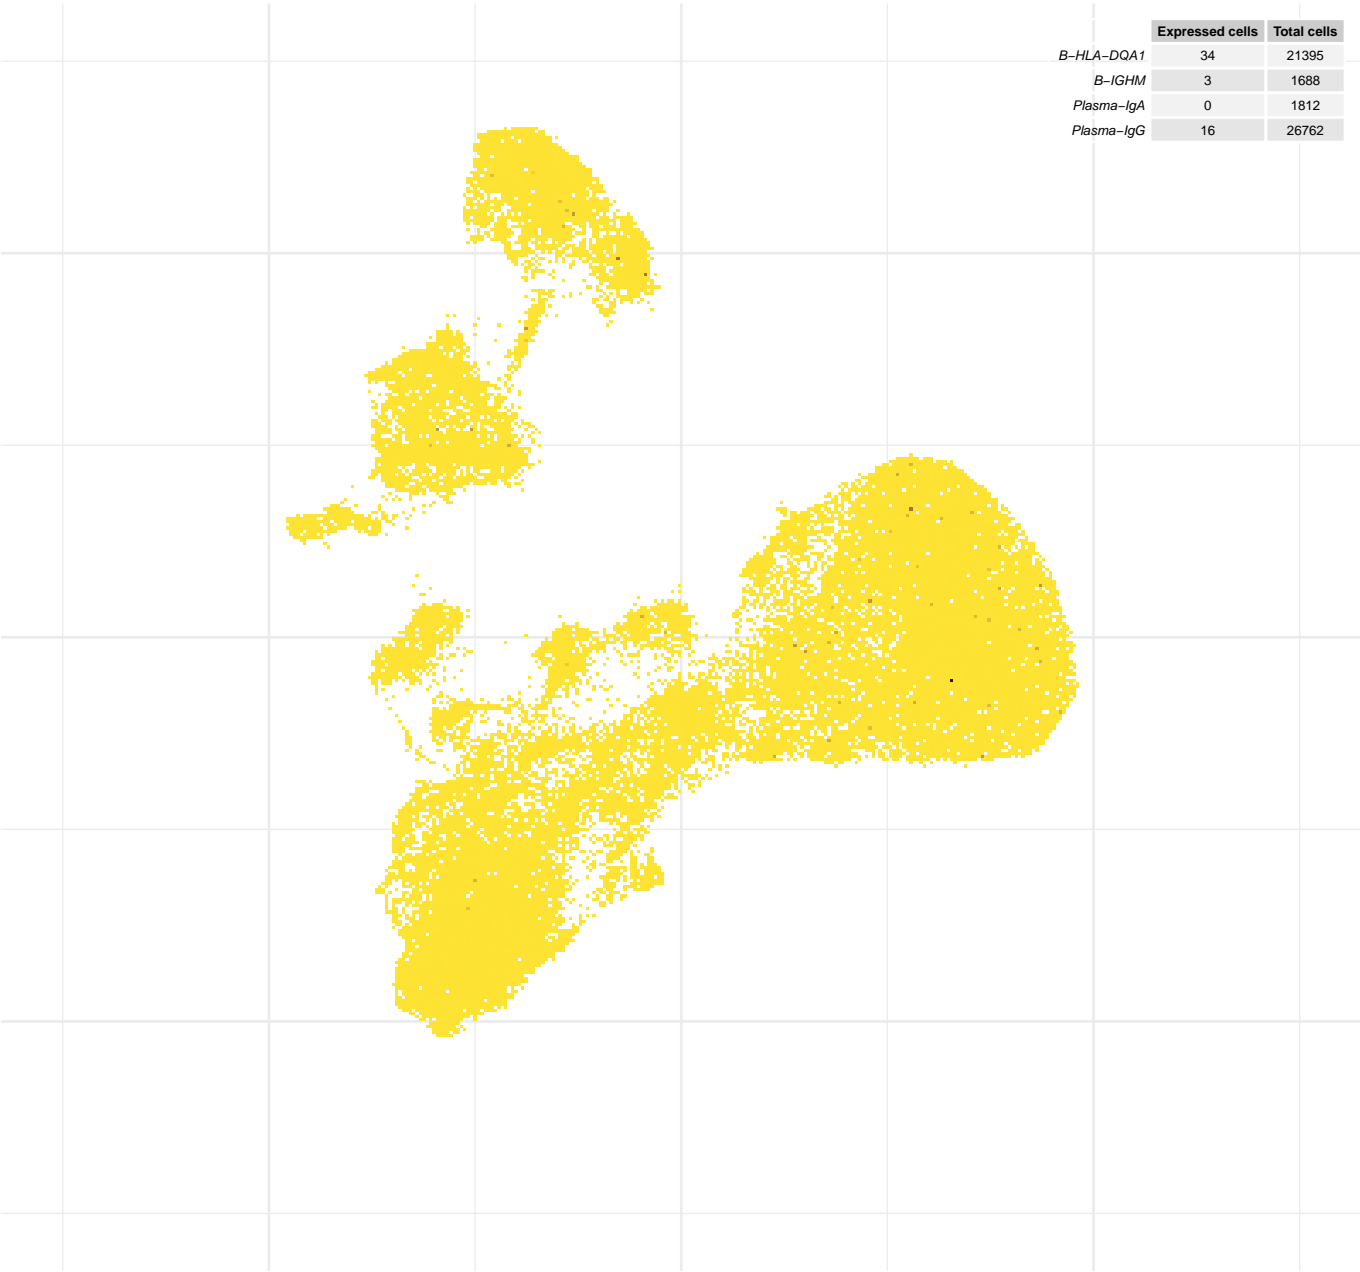 Expressed cells Total cells
B−HLA−DQA1 34 21395
B−IGHM 3 1688
Plasma−IgA 0 1812
Plasma−IgG 16 26762